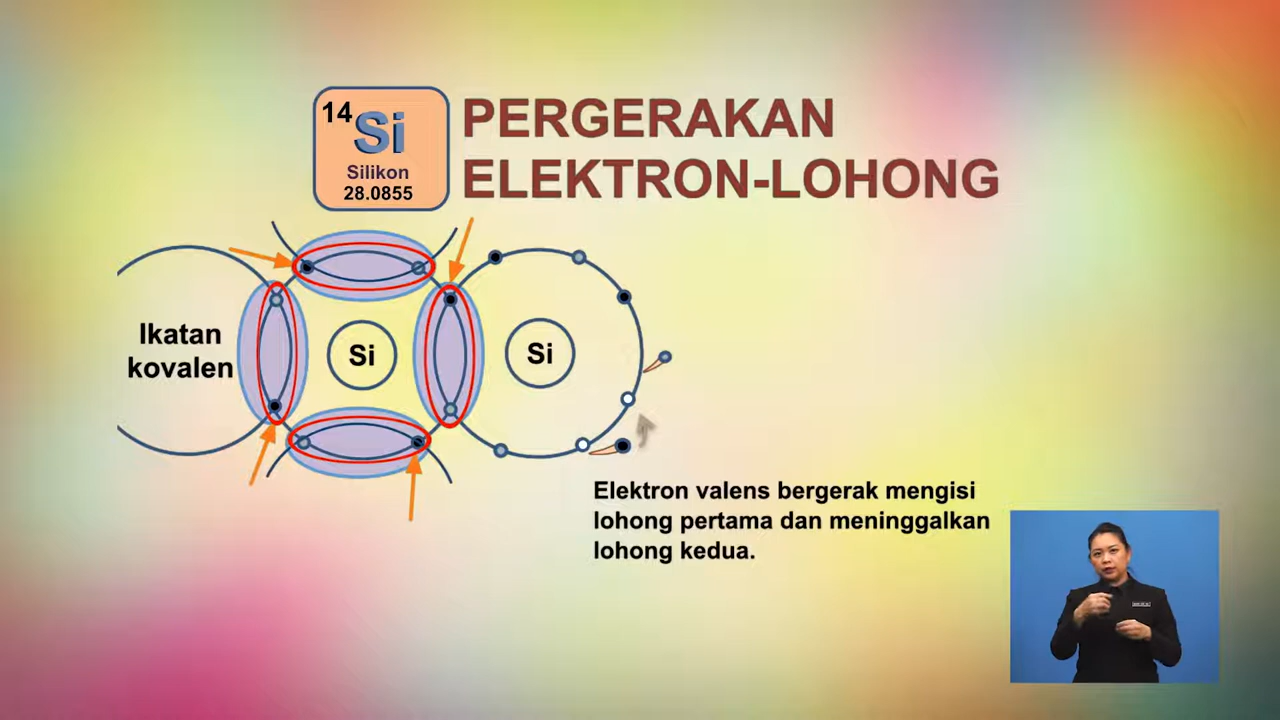 14
Si
Silikon
28.0855
PERGERAKAN
ELEKTRON-LOHONG
Ikatan
kovalen
Si
Si
Elektron valens bergerak mengisi
lohong pertama dan meninggalkan
lohong kedua.